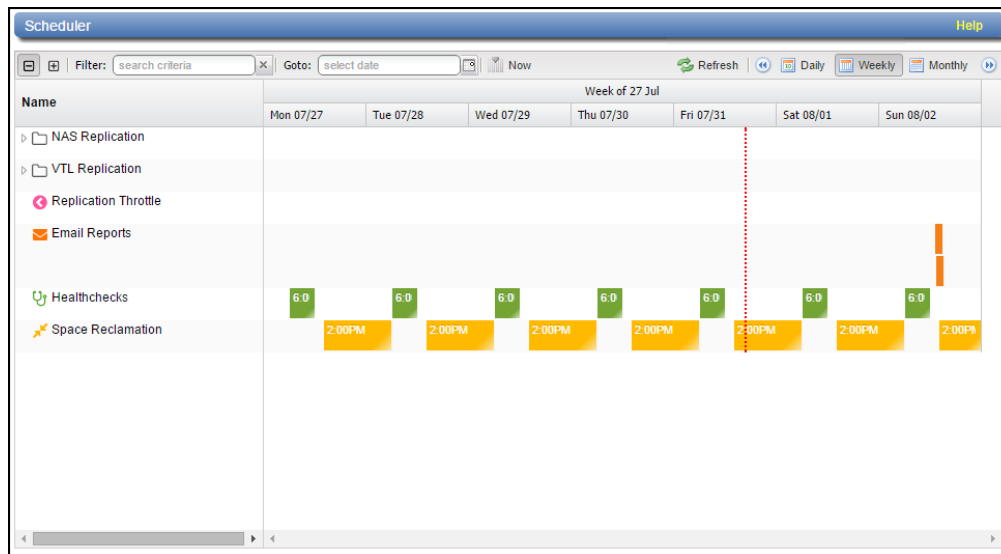 Scheduler Help
Filter: search criteria Goto: select date Now Refresh Daily Weekly Monthly
Name
Week of 27 Jul
Mon 07/27 Tue 07/28 Wed 07/29 Thu 07/30 Fri 07/31 Sat 08/01 Sun 08/02
NAS Replication
VTL Replication
Replication Throttle
Email Reports
Healthchecks 6:0 6:0 6:0 6:0 6:0 6:0 6:0
Space Reclamation 2:00PM 2:00PM 2:00PM 2:00PM 2:00PM 2:00PM 2:00PM